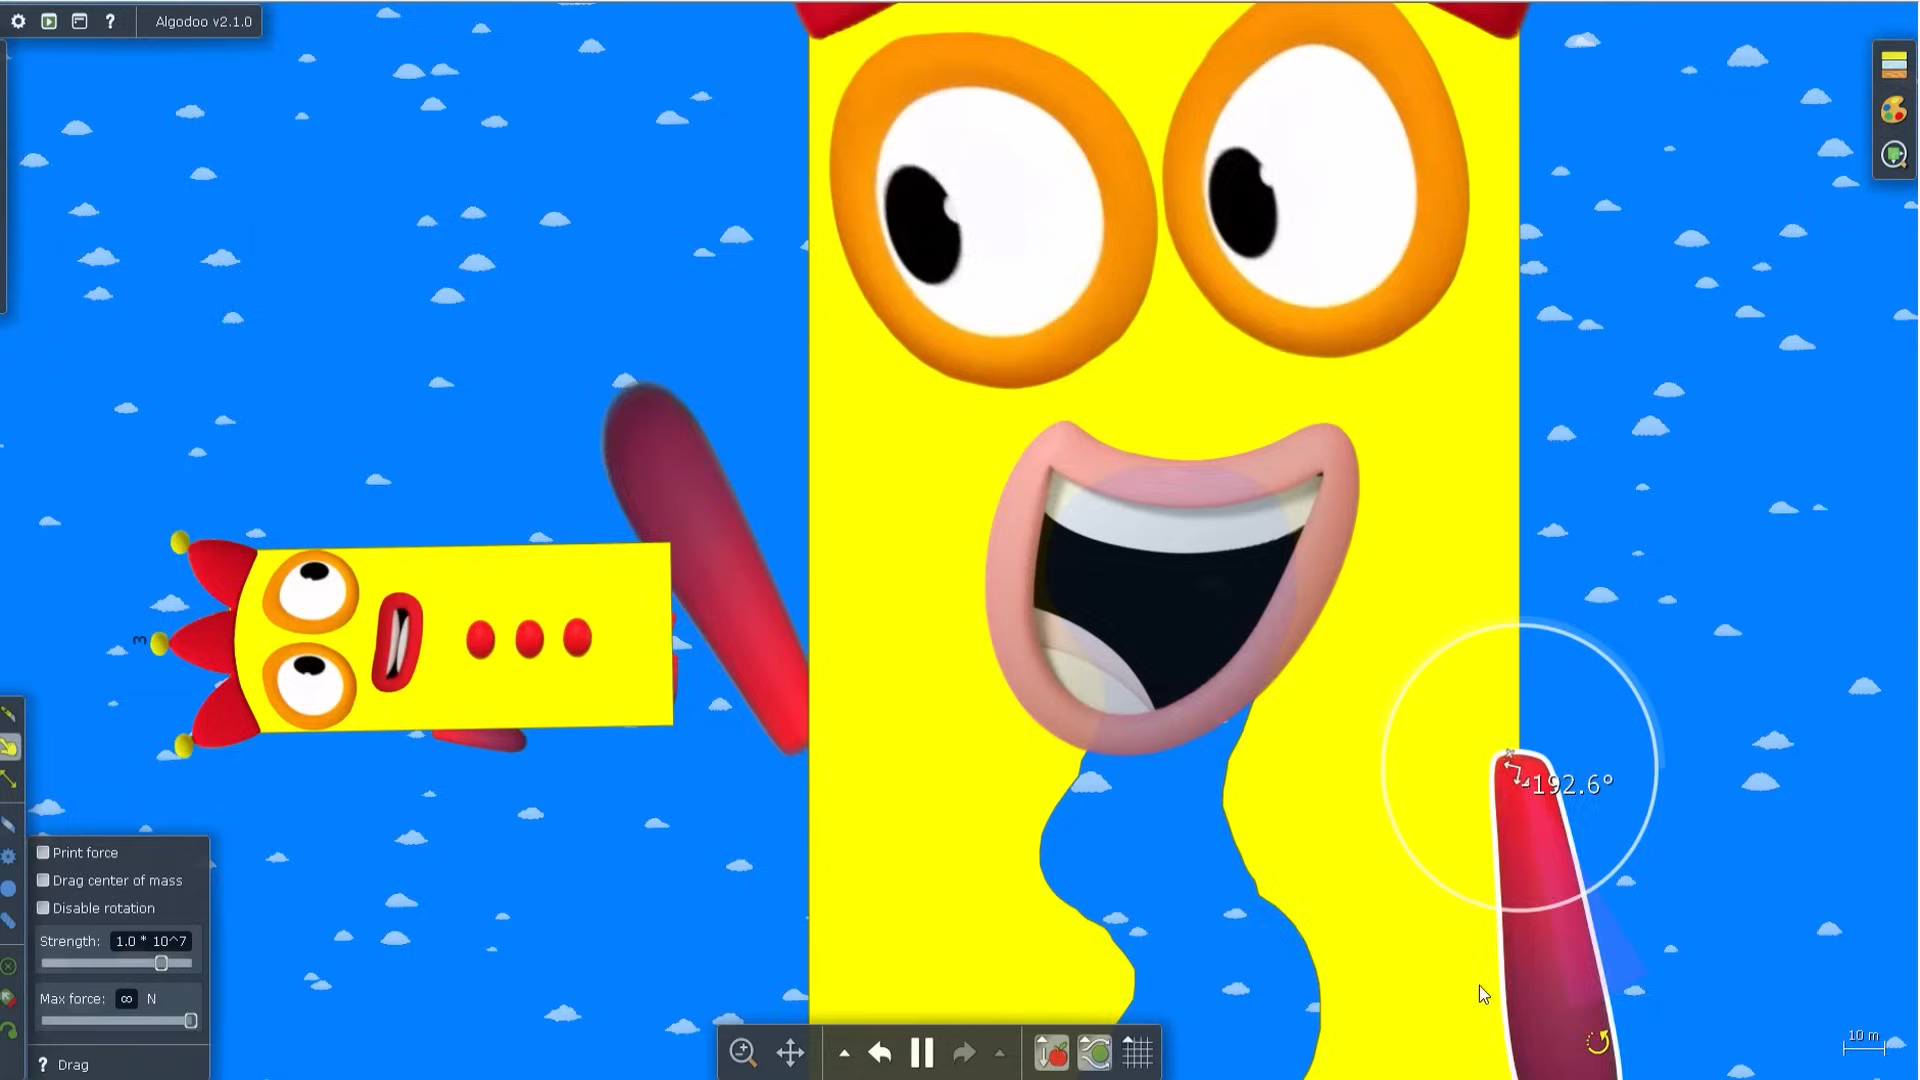 ? Algodoo v2.1.0
3
-192.6°
Print force
Drag center of mass
Disable rotation
Strength: 1.0 * 10^7
Max force: ∞ N
? Drag
10 m